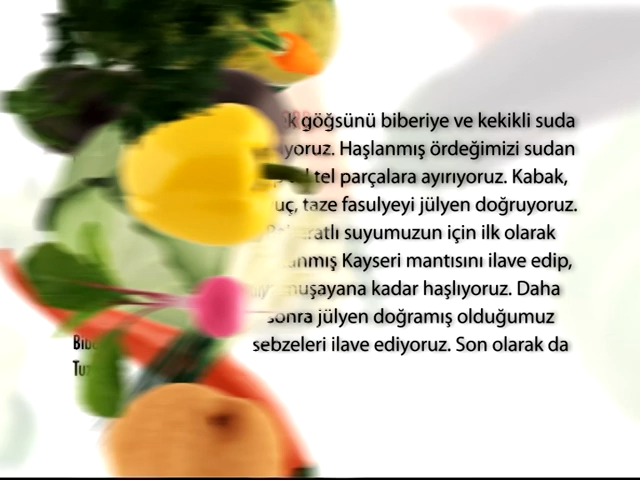 göğsünü biberiye ve kekikli suda
Haşlanmış ördeğimizi sudan
tel parçalara ayırıyoruz. Kabak,
taze fasulyeyi jülyen doğruyoruz.
suyumuzun için ilk olarak
Kayseri mantısını ilave edip,
kadar haşlıyoruz. Daha
sonra jülyen doğramış olduğumuz
sebzeleri ilave ediyoruz. Son olarak da